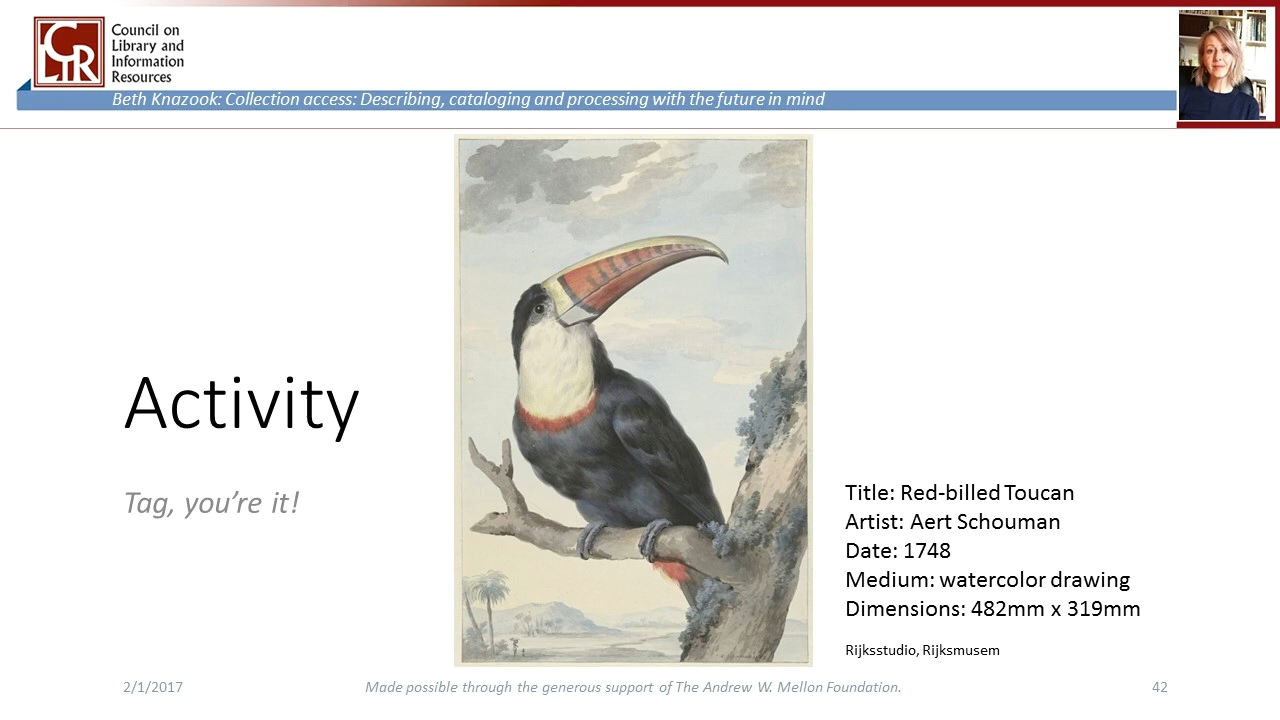 CLIR
Council on
Library and
Information
Resources
Beth Knazook: Collection access: Describing, cataloging and processing with the future in mind
Activity
Tag, you're it!
Title: Red-billed Toucan
Artist: Aert Schouman
Date: 1748
Medium: watercolor drawing
Dimensions: 482mm x 319mm
Rijksstudio, Rijksmusem
2/1/2017
Made possible through the generous support of The Andrew W. Mellon Foundation.
42